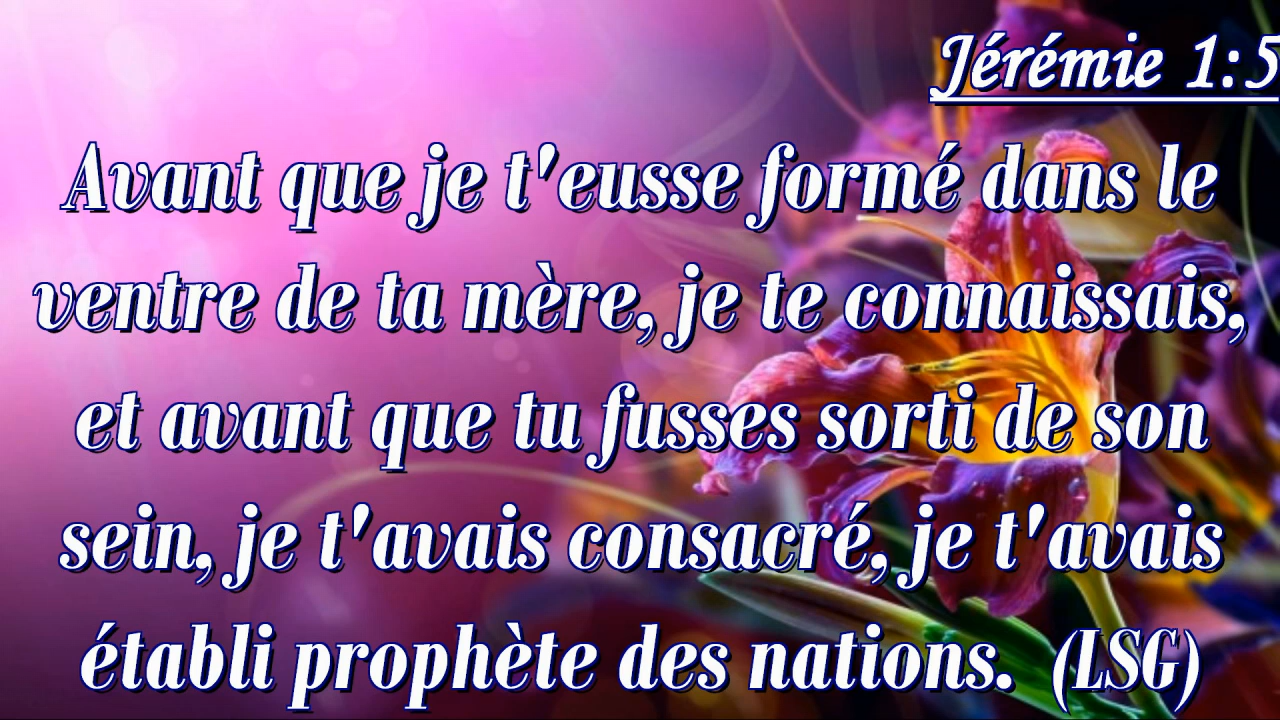 Jérémie 1:5
Avant que je t'eusse formé dans le
ventre de ta mère, je te connaissais,
et avant que tu fusses sorti de son
sein, je t'avais consacré, je t'avais
établi prophète des nations. (LSG)